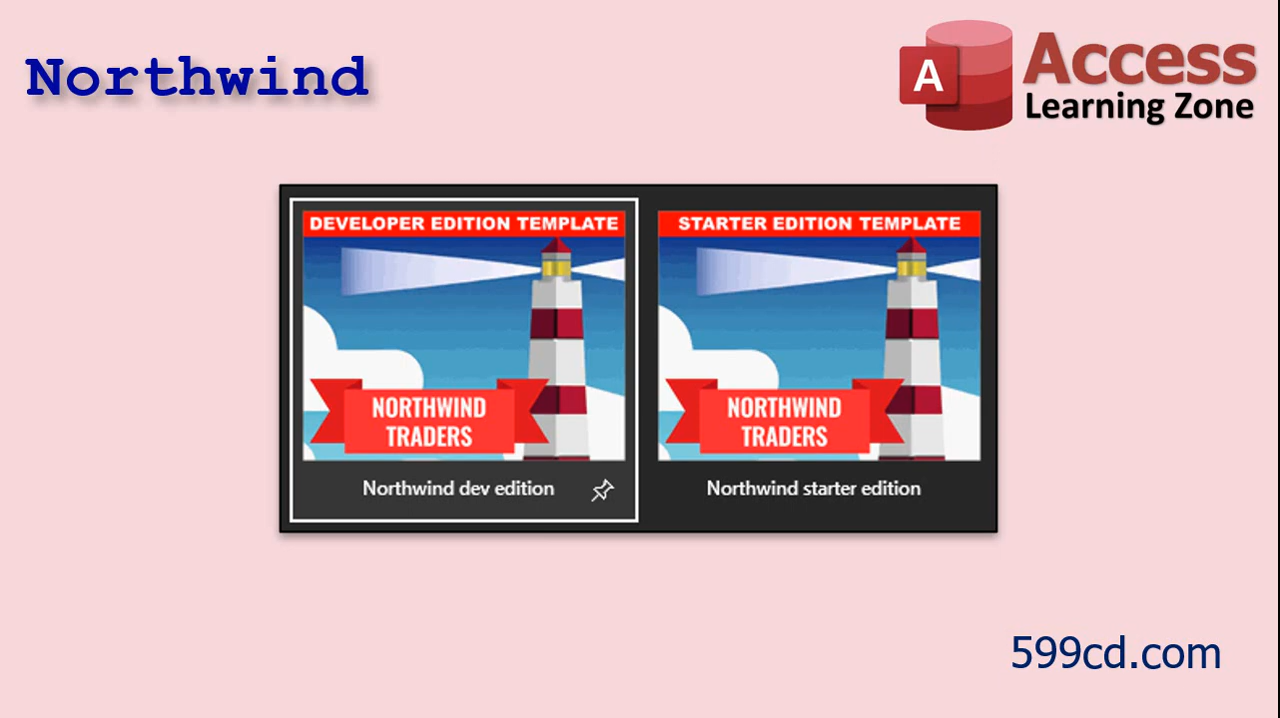 Northwind
A Access
Learning Zone
DEVELOPER EDITION TEMPLATE
NORTHWIND
TRADERS
Northwind dev edition
STARTER EDITION TEMPLATE
NORTHWIND
TRADERS
Northwind starter edition
599cd.com